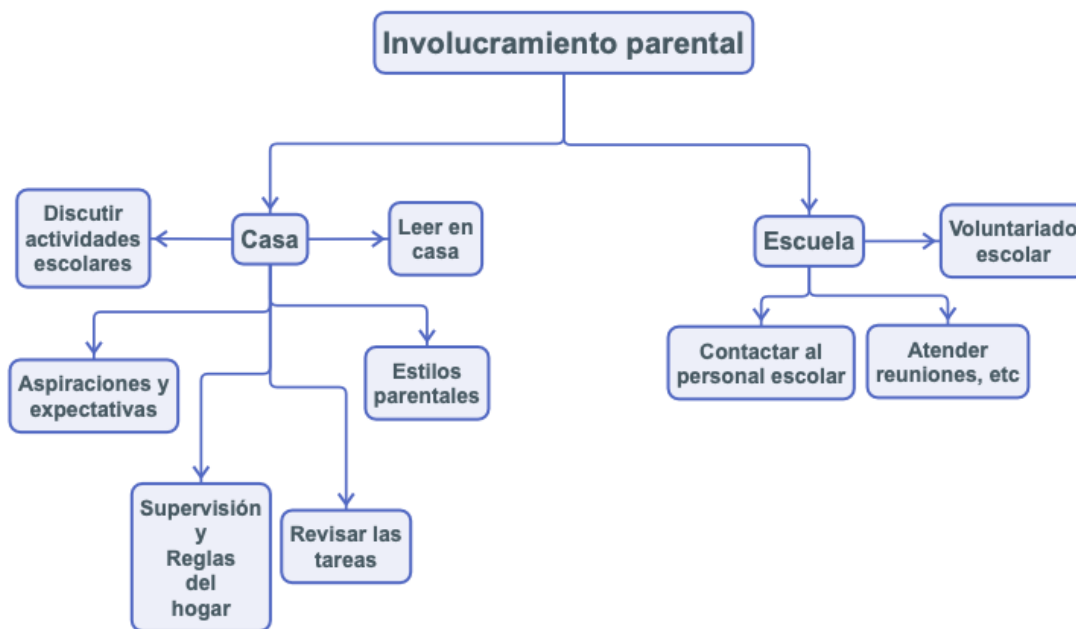 Involucramiento parental
Discutir
actividades
escolares
Casa
Leer en
casa
Escuela
Voluntariado
escolar
Aspiraciones y
expectativas
Estilos
parentales
Contactar al
personal escolar
Atender
reuniones, etc
Supervisión
y
Reglas
del
hogar
Revisar las
tareas